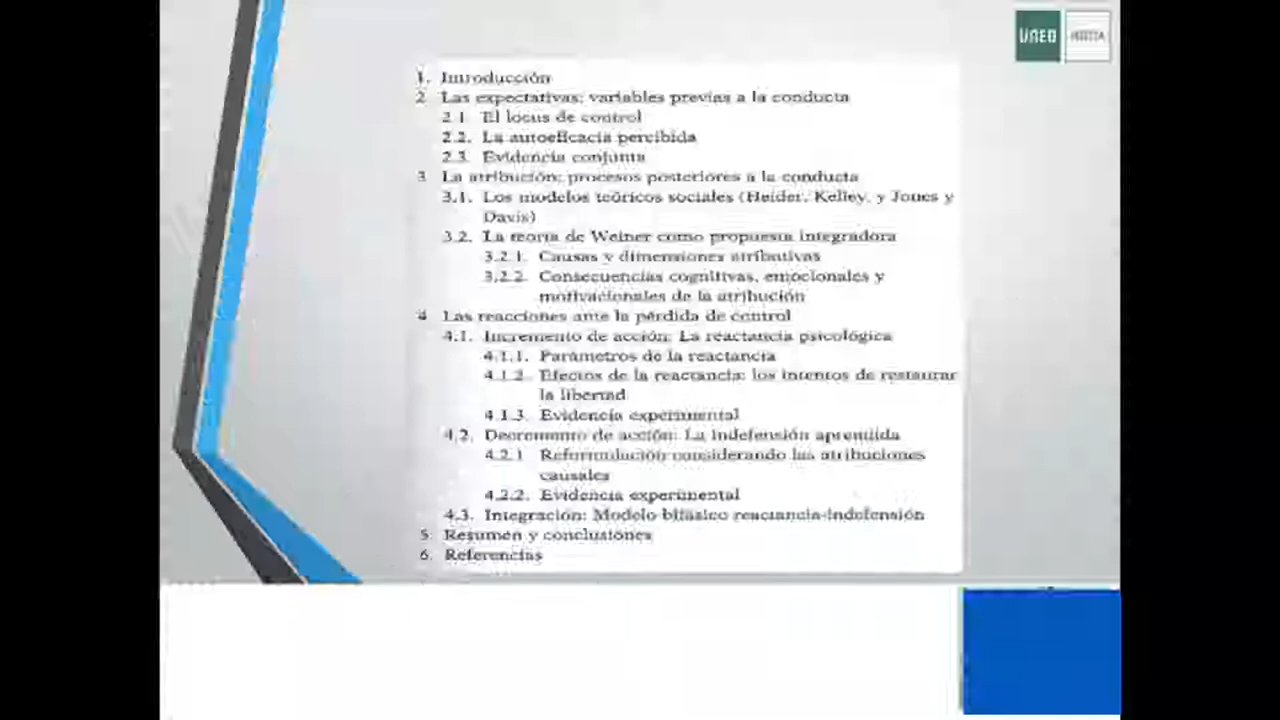 UNED
1. Introducción
2. Las expectativas: variables previas a la conducta
2.1. El locus de control
2.2. La autoeficacia percibida
2.3. Evidencia conjunta
3. La atribución: procesos posteriores a la conducta
3.1. Los modelos teóricos sociales (Heider, Kelley, y Jones y
Davis)
3.2. La teoría de Weiner como propuesta integradora
3.2.1. Causas y dimensiones atributivas
3.2.2. Consecuencias cognitivas, emocionales y
motivacionales de la atribución
4. Las reacciones ante la pérdida de control
4.1. Incremento de acción: La reactancia psicológica
4.1.1. Parámetros de la reactancia
4.1.2. Efectos de la reactancia: los intentos de restaurar
la libertad
4.1.3. Evidencia experimental
4.2. Decremento de acción: La indefensión aprendida
4.2.1. Reformulación considerando las atribuciones
causales
4.2.2. Evidencia experimental
4.3. Integración: Modelo bifásico reactancia-indefensión
5. Resumen y conclusiones
6. Referencias